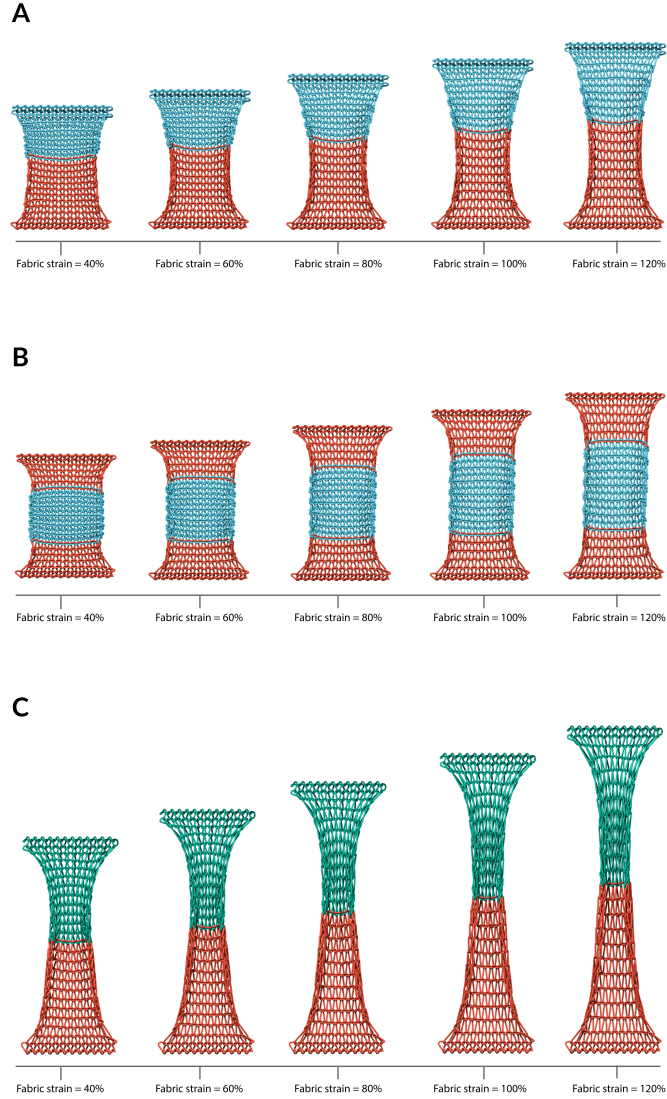 A
Fabric strain = 40%
Fabric strain = 60%
Fabric strain = 80%
Fabric strain = 100%
Fabric strain = 120%
B
Fabric strain = 40%
Fabric strain = 60%
Fabric strain = 80%
Fabric strain = 100%
Fabric strain = 120%
C
Fabric strain = 40%
Fabric strain = 60%
Fabric strain = 80%
Fabric strain = 100%
Fabric strain = 120%